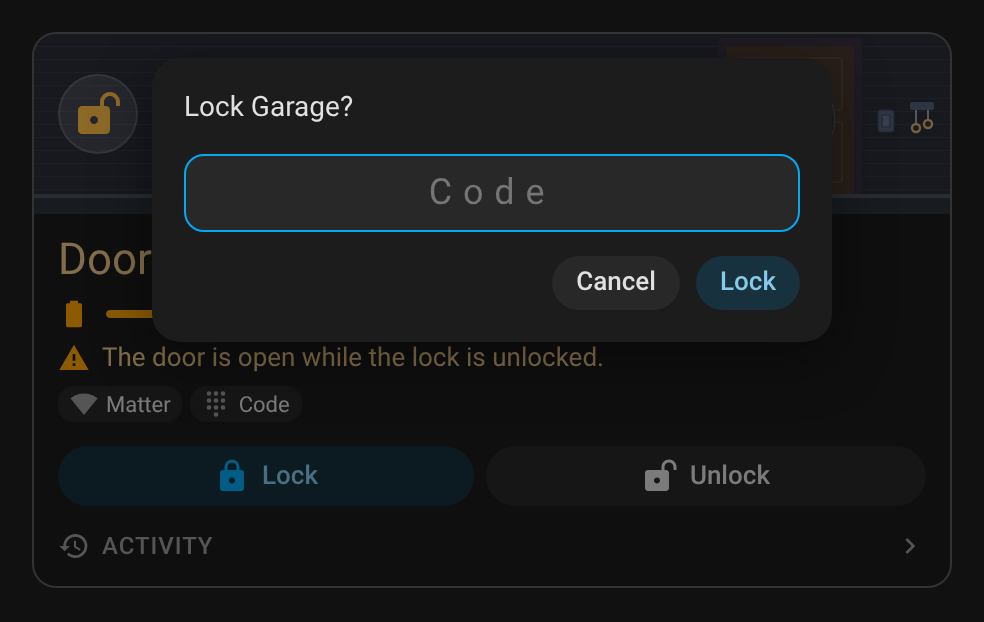 Lock Garage?
Code
Cancel Lock
Door
The door is open while the lock is unlocked.
Matter Code
Lock Unlock
ACTIVITY